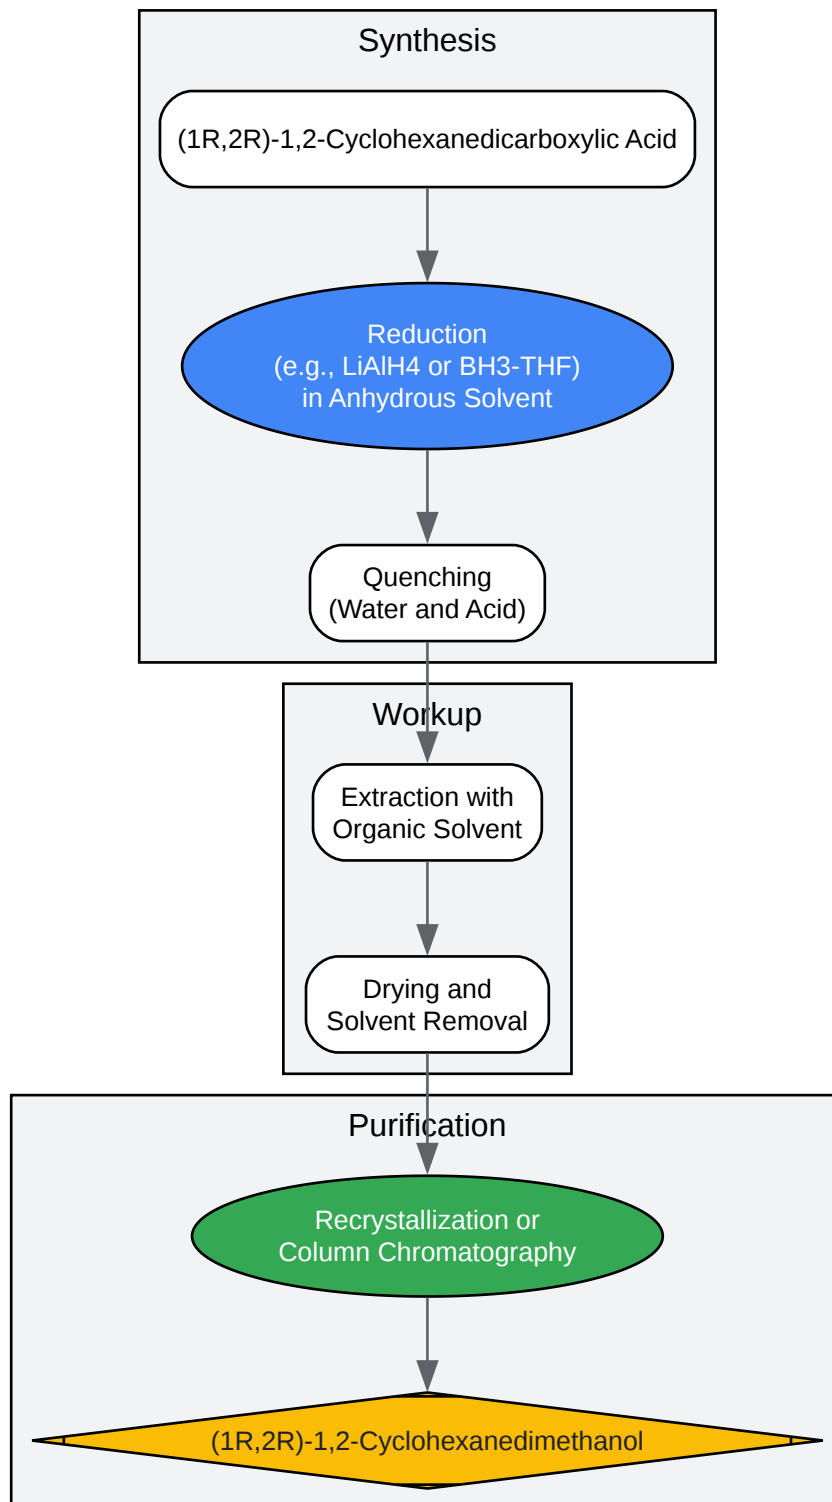 Synthesis
(1R,2R)-1,2-Cyclohexanedicarboxylic Acid
Reduction
(e.g., LiAlH4 or BH3-THF)
in Anhydrous Solvent
Quenching
(Water and Acid)
Workup
Extraction with
Organic Solvent
Drying and
Solvent Removal
Purification
Recrystallization or
Column Chromatography
(1R,2R)-1,2-Cyclohexanedimethanol